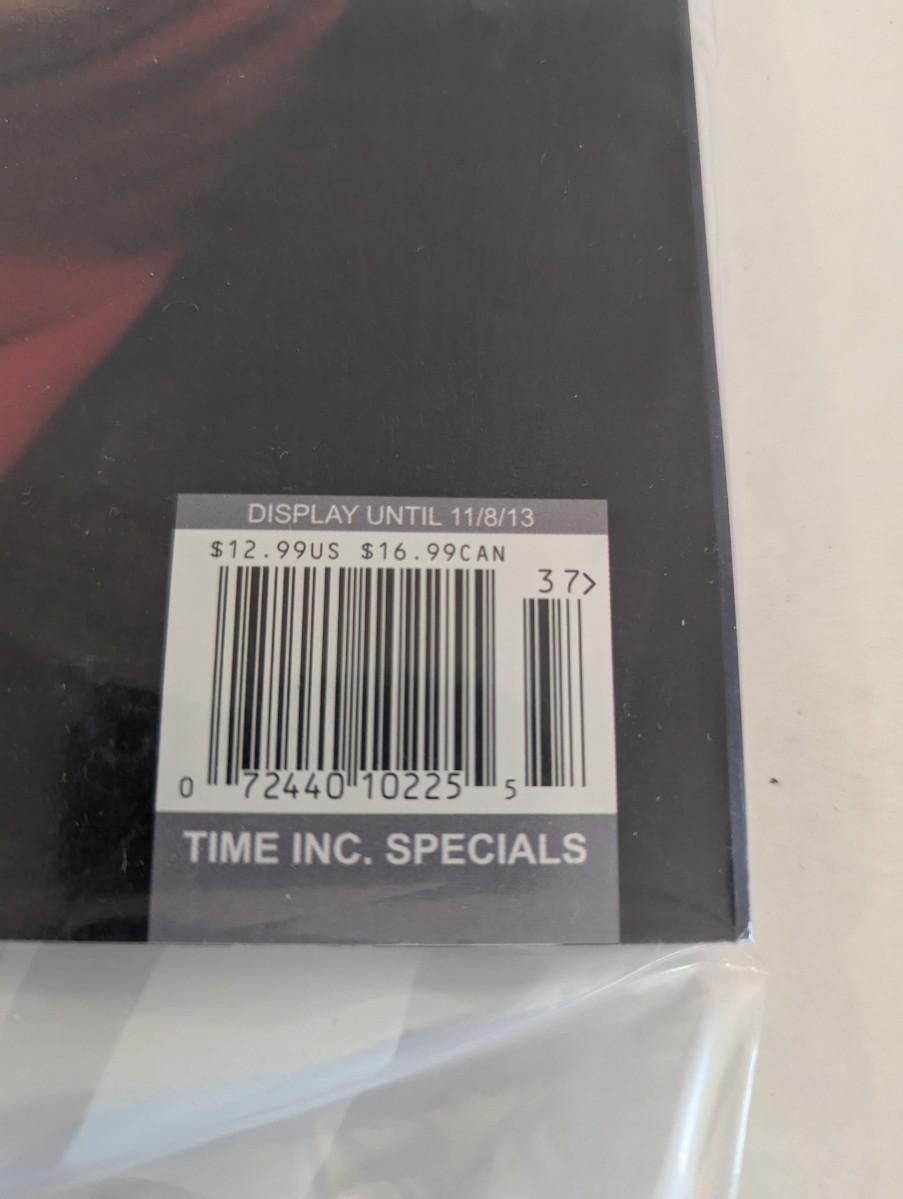 DISPLAY UNTIL 11/8/13
$12.99US $16.99CAN
37>
0 72440 10225 5
TIME INC. SPECIALS